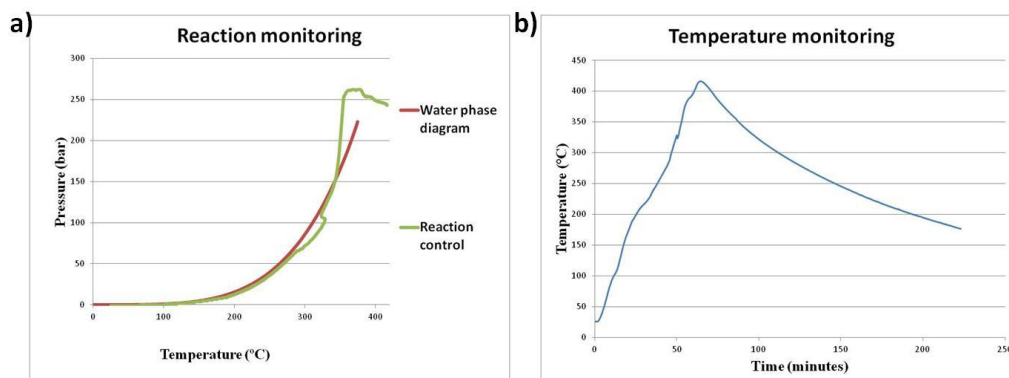 a)
Reaction monitoring
300
250
200
150
100
50
0
0
100
200
300
400
Pressure (bar)
Temperature (°C)
Water phase
diagram
Reaction
control
b)
Temperature monitoring
450
400
350
300
250
200
150
100
50
0
0
50
100
150
200
250
Temperature (°C)
Time (minutes)